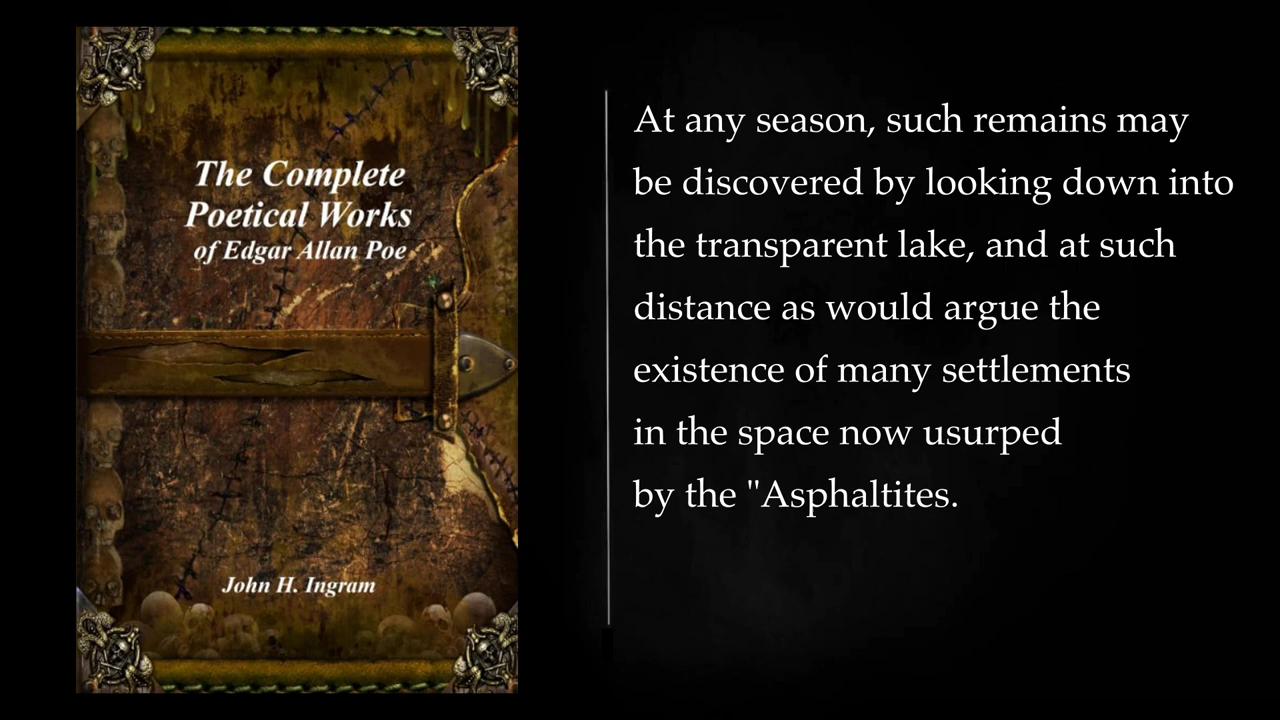 The Complete
Poetical Works
of Edgar Allan Poe
John H. Ingram
At any season, such remains may
be discovered by looking down into
the transparent lake, and at such
distance as would argue the
existence of many settlements
in the space now usurped
by the "Asphaltites.